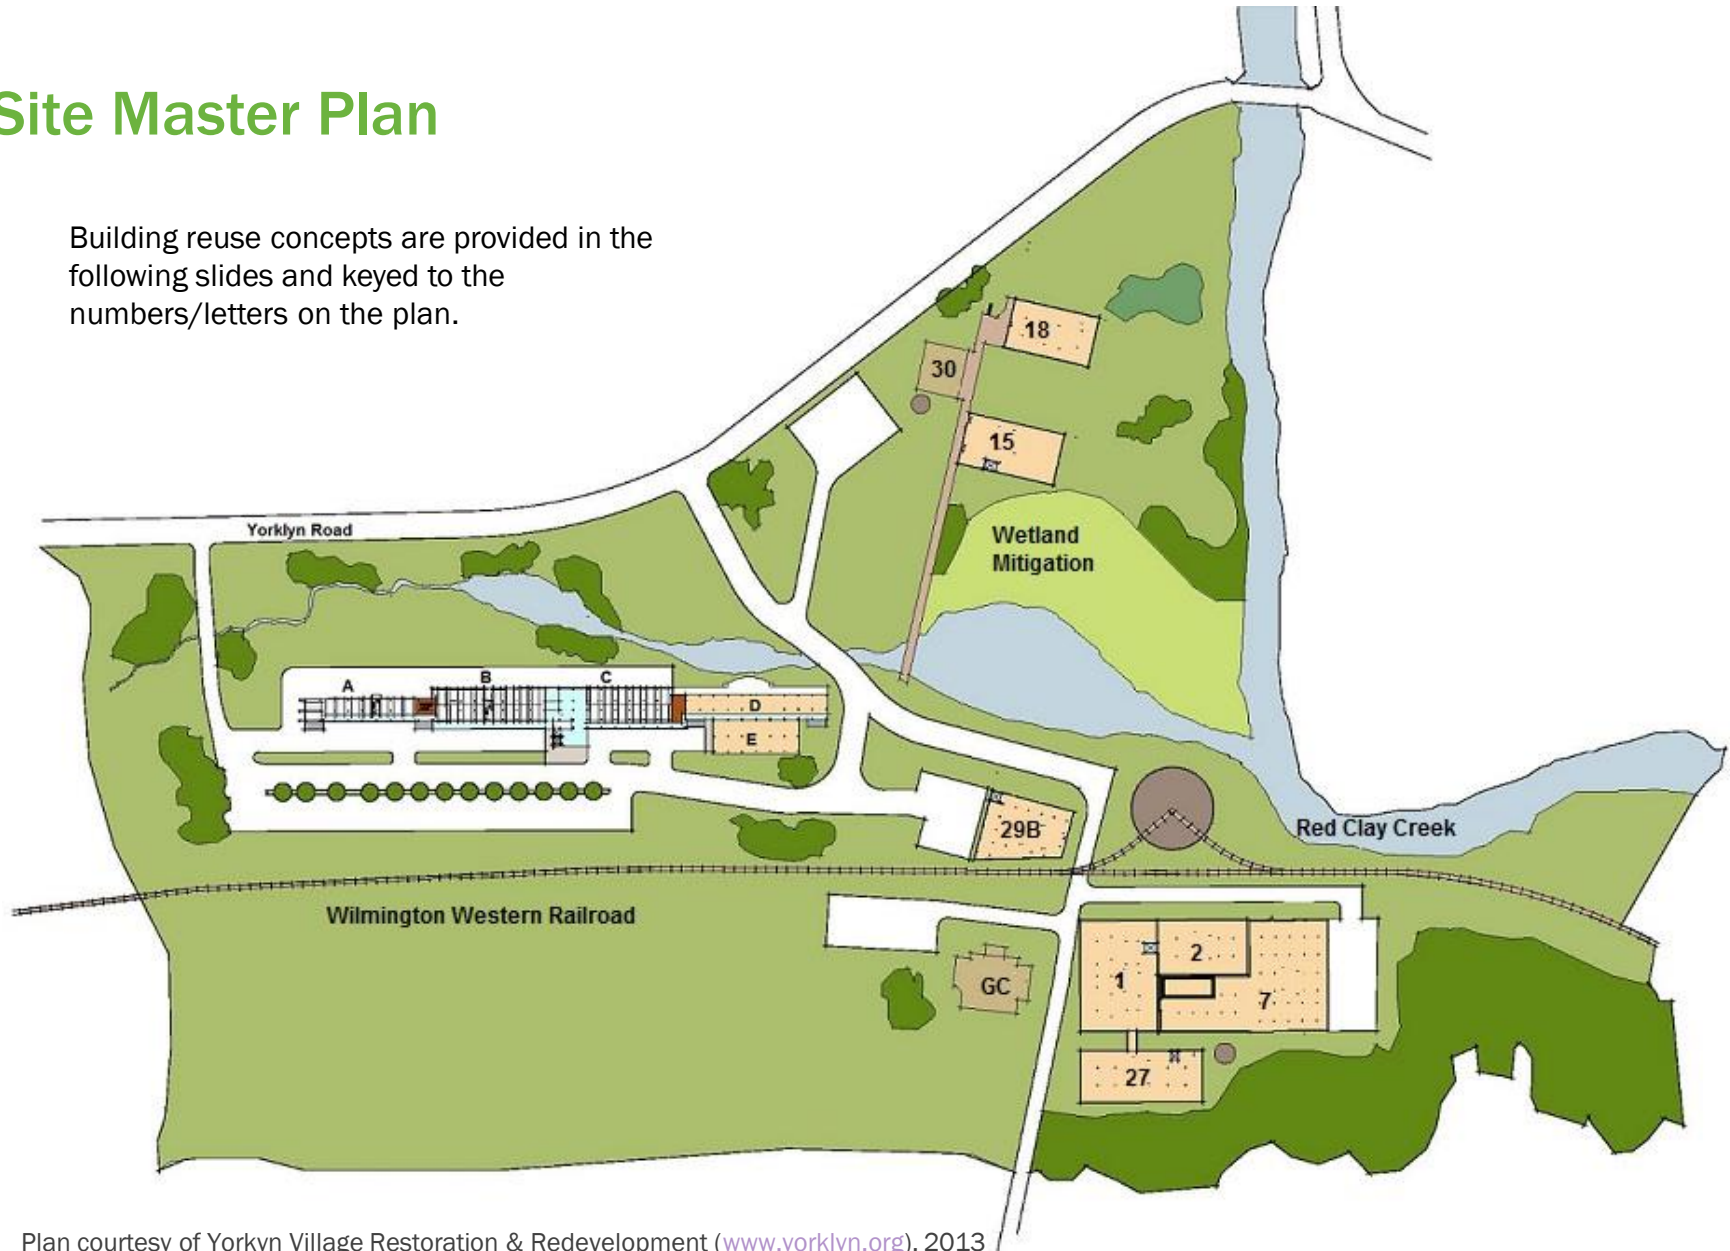 Site Master Plan
Building reuse concepts are provided in the
following slides and keyed to the
numbers/letters on the plan.
18
30
15
Yorklyn Road
Wetland
Mitigation
A
B
C
D
E
29B
Red Clay Creek
Wilmington Western Railroad
2
1
GC
7
27
Plan courtesy of Yorkyn Village Restoration & Redevelopment (www.yorklyn.org), 2013